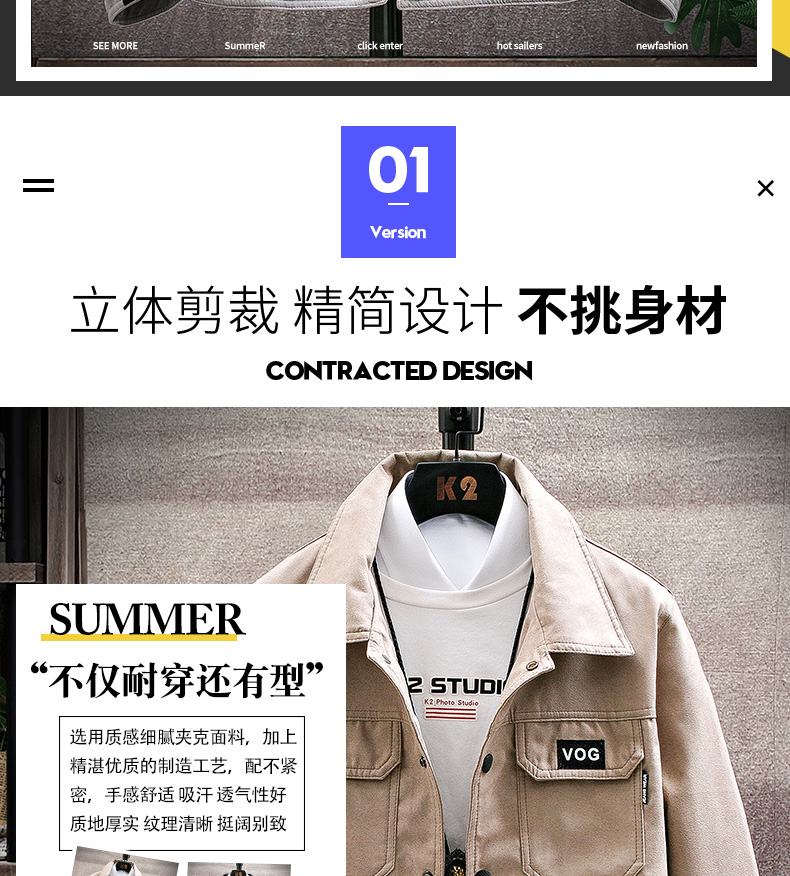 SEE MORE SummeR click enter hot sailers newfashion
01
Version
立体剪裁 精简设计 不挑身材
CONTRACTED DESIGN
K2
SUMMER
“不仅耐穿还有型”
2 STUDI
K2 Photo Studio
选用质感细腻夹克面料，加上
精湛优质的制造工艺，配不紧
密，手感舒适 吸汗 透气性好
质地厚实 纹理清晰 挺阔别致
VOG